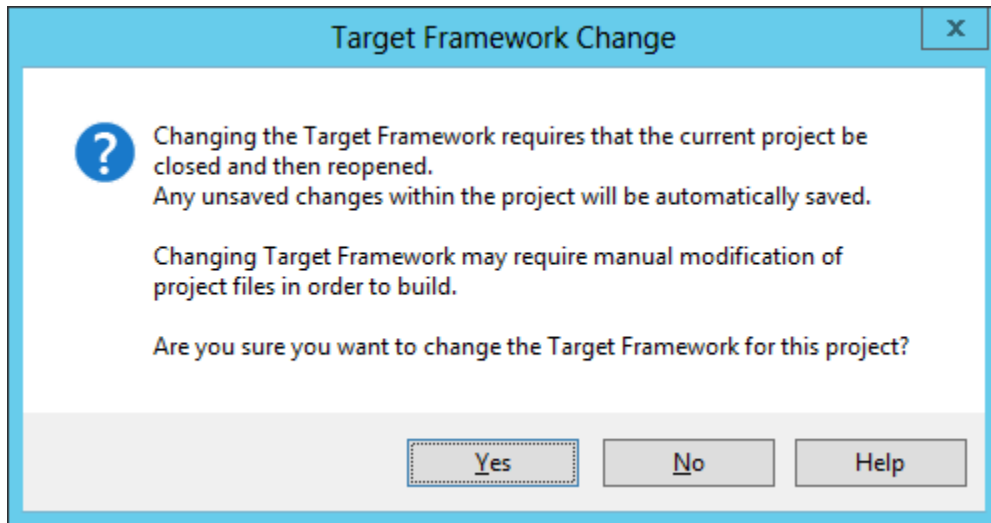 Target Framework Change
x
?
Changing the Target Framework requires that the current project be
closed and then reopened.
Any unsaved changes within the project will be automatically saved.
Changing Target Framework may require manual modification of
project files in order to build.
Are you sure you want to change the Target Framework for this project?
Yes
No
Help